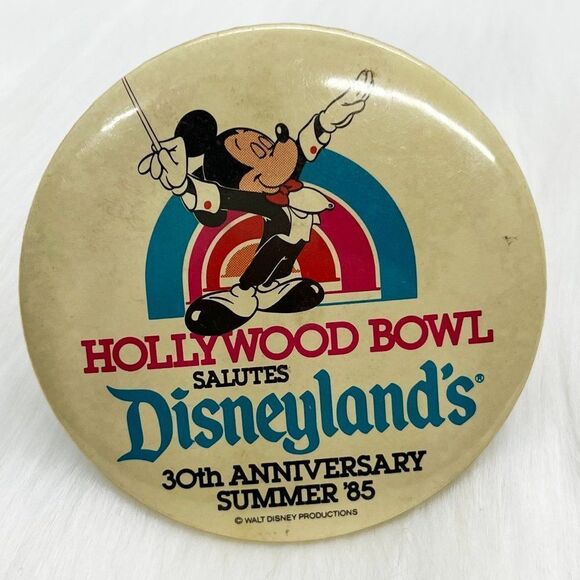 HOLLYWOOD BOWL
SALUTES
Disneyland's®
30th ANNIVERSARY
SUMMER '85
© WALT DISNEY PRODUCTIONS